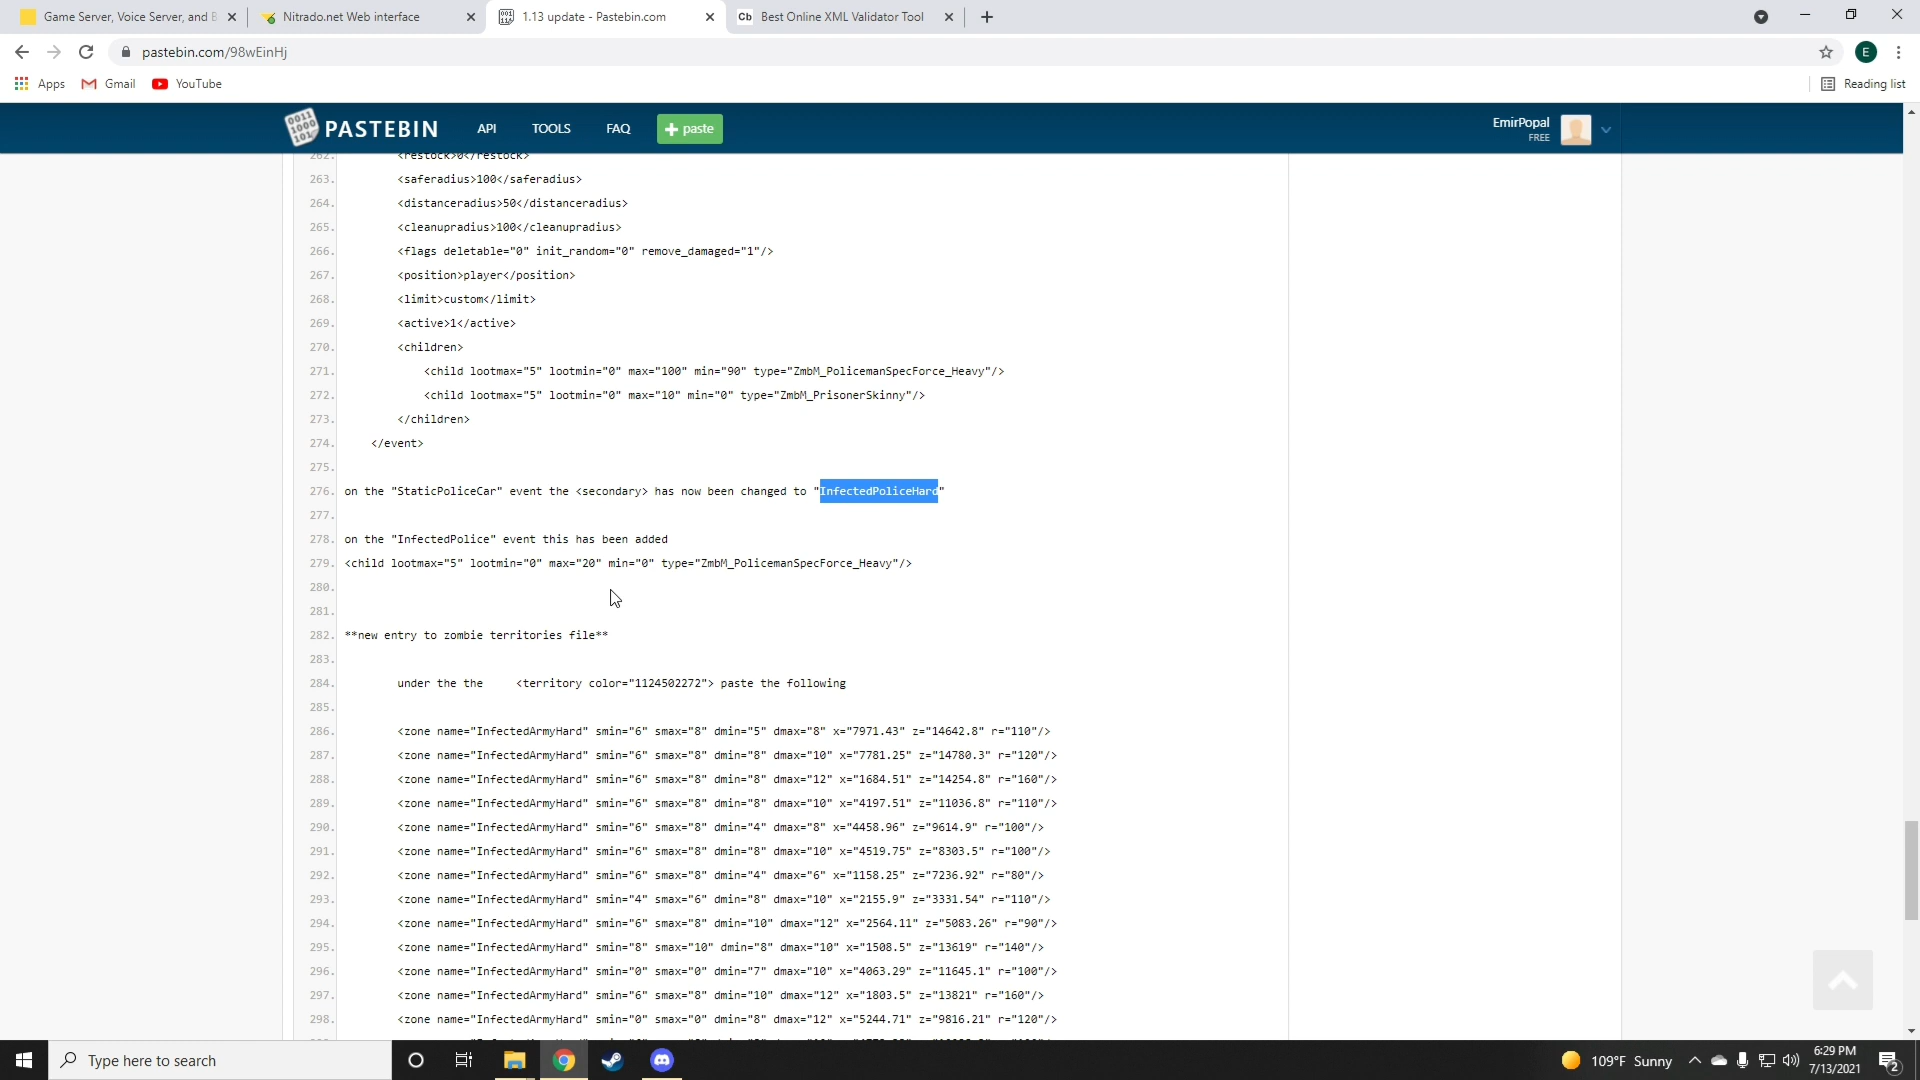 Game Server, Voice Server, and B
Nitrado.net Web interface
1.13 update - Pastebin.com
Cb Best Online XML Validator Tool
pastebin.com/98wEinHj
E
Apps Gmail YouTube Reading list
PASTEBIN API TOOLS FAQ + paste EmirPopal
FREE
262. <restock>0</restock>
263. <saferadius>100</saferadius>
264. <distanceradius>50</distanceradius>
265. <cleanupradius>100</cleanupradius>
266. <flags deletable="0" init_random="0" remove_damaged="1"/>
267. <position>player</position>
268. <limit>custom</limit>
269. <active>1</active>
270. <children>
271. <child lootmax="5" lootmin="0" max="100" min="90" type="ZmbM_PolicemanSpecForce_Heavy"/>
272. <child lootmax="5" lootmin="0" max="10" min="0" type="ZmbM_PrisonerSkinny"/>
273. </children>
274. </event>
275.
276. on the "StaticPoliceCar" event the <secondary> has now been changed to "InfectedPoliceHard"
277.
278. on the "InfectedPolice" event this has been added
279. <child lootmax="5" lootmin="0" max="20" min="0" type="ZmbM_PolicemanSpecForce_Heavy"/>
280.
281.
282. **new entry to zombie territories file**
283.
284. under the the <territory color="1124502272"> paste the following
285.
286. <zone name="InfectedArmyHard" smin="6" smax="8" dmin="5" dmax="8" x="7971.43" z="14642.8" r="110"/>
287. <zone name="InfectedArmyHard" smin="6" smax="8" dmin="8" dmax="10" x="7781.25" z="14780.3" r="120"/>
288. <zone name="InfectedArmyHard" smin="6" smax="8" dmin="8" dmax="12" x="1684.51" z="14254.8" r="160"/>
289. <zone name="InfectedArmyHard" smin="6" smax="8" dmin="8" dmax="10" x="4197.51" z="11036.8" r="110"/>
290. <zone name="InfectedArmyHard" smin="6" smax="8" dmin="4" dmax="8" x="4458.96" z="9614.9" r="100"/>
291. <zone name="InfectedArmyHard" smin="6" smax="8" dmin="8" dmax="10" x="4519.75" z="8303.5" r="100"/>
292. <zone name="InfectedArmyHard" smin="6" smax="8" dmin="4" dmax="6" x="1158.25" z="7236.92" r="80"/>
293. <zone name="InfectedArmyHard" smin="4" smax="6" dmin="8" dmax="10" x="2155.9" z="3331.54" r="110"/>
294. <zone name="InfectedArmyHard" smin="6" smax="8" dmin="10" dmax="12" x="2564.11" z="5083.26" r="90"/>
295. <zone name="InfectedArmyHard" smin="8" smax="10" dmin="8" dmax="10" x="1508.5" z="13619" r="140"/>
296. <zone name="InfectedArmyHard" smin="0" smax="0" dmin="7" dmax="10" x="4063.29" z="11645.1" r="100"/>
297. <zone name="InfectedArmyHard" smin="6" smax="8" dmin="10" dmax="12" x="1803.5" z="13821" r="160"/>
298. <zone name="InfectedArmyHard" smin="0" smax="0" dmin="8" dmax="12" x="5244.71" z="9816.21" r="120"/>
Type here to search 109°F Sunny 6:29 PM
7/13/2021 2